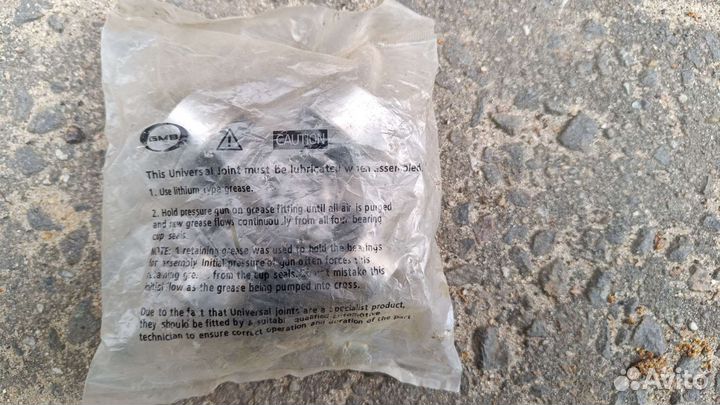 GMB CAUTION
This Universal Joint must be lubricated when assembled.
1. Use lithium type grease.
2. Hold pressure gun on grease fitting until all air is purged
and new grease flows continuously from all four bearing
cup seals.
NOTE: A retaining grease was used to hold the bearings
for assembly. Initial pressure of gun often forces this
retaining grease from the cup seals. Do not mistake this
initial flow as the grease being pumped into cross.
Due to the fact that Universal joints are a specialist product,
they should be fitted by a suitably qualified automotive
technician to ensure correct operation and duration of the part
Avito